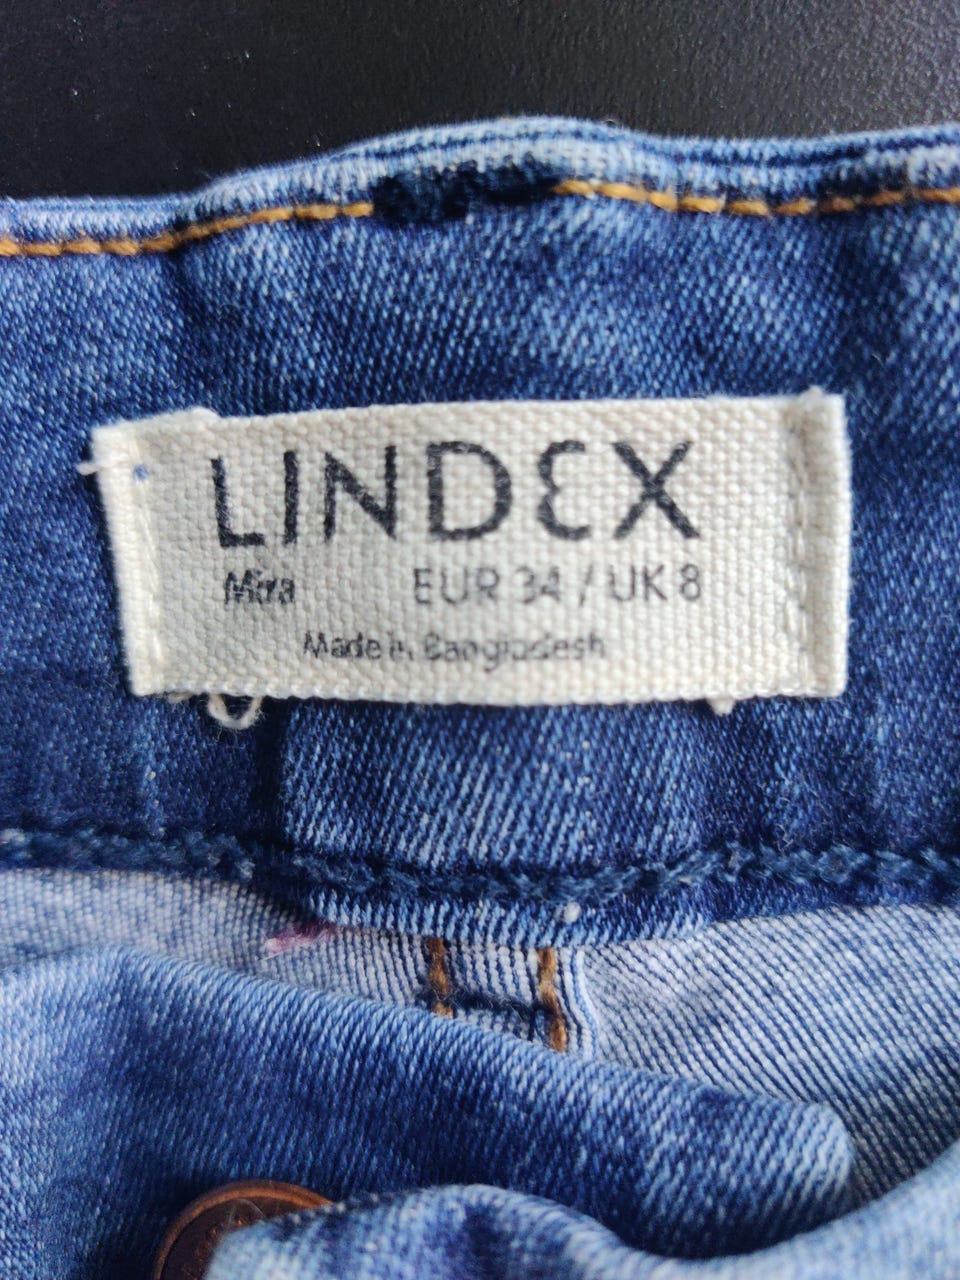 LINDEX
Mira EUR 34 / UK 8
Made in Bangladesh